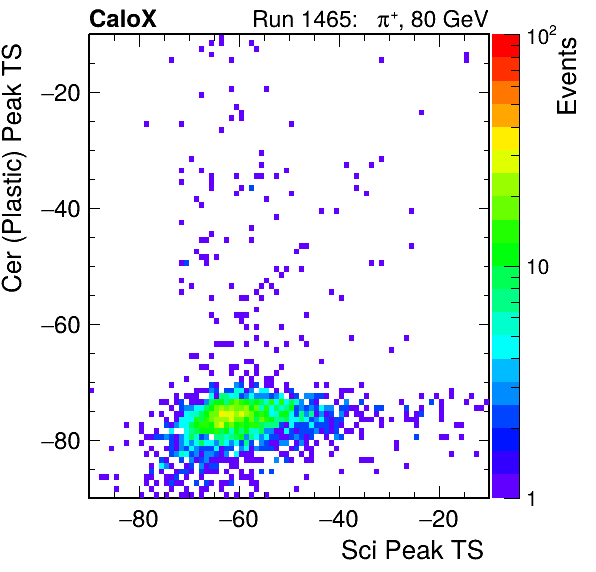 CaloX Run 1465: π⁺, 80 GeV
10²
10
1
Events
Cer (Plastic) Peak TS
−20
−40
−60
−80
−80 −60 −40 −20
Sci Peak TS